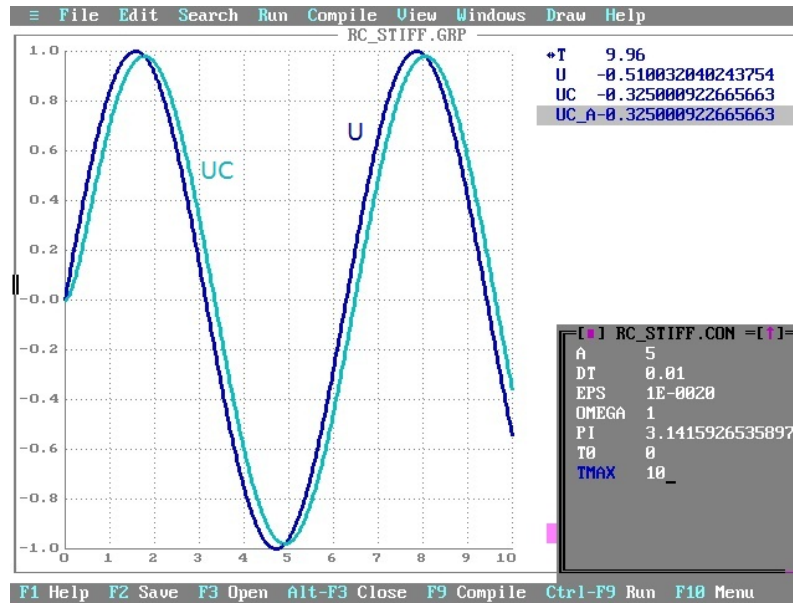 ≡ File Edit Search Run Compile View Windows Draw Help
RC_STIFF.GRP
T 9.96
U -0.510032040243754
UC -0.325000922665663
UC_A-0.325000922665663
1.0
0.8
0.6
0.4
0.2
-0.0
-0.2
-0.4
-0.6
-0.8
-1.0
U
UC
0 1 2 3 4 5 6 7 8 9 10
[■] RC_STIFF.CON =[↑]=
A 5
DT 0.01
EPS 1E-0020
OMEGA 1
PI 3.1415926535897
T0 0
TMAX 10_
F1 Help F2 Save F3 Open Alt-F3 Close F9 Compile Ctrl-F9 Run F10 Menu